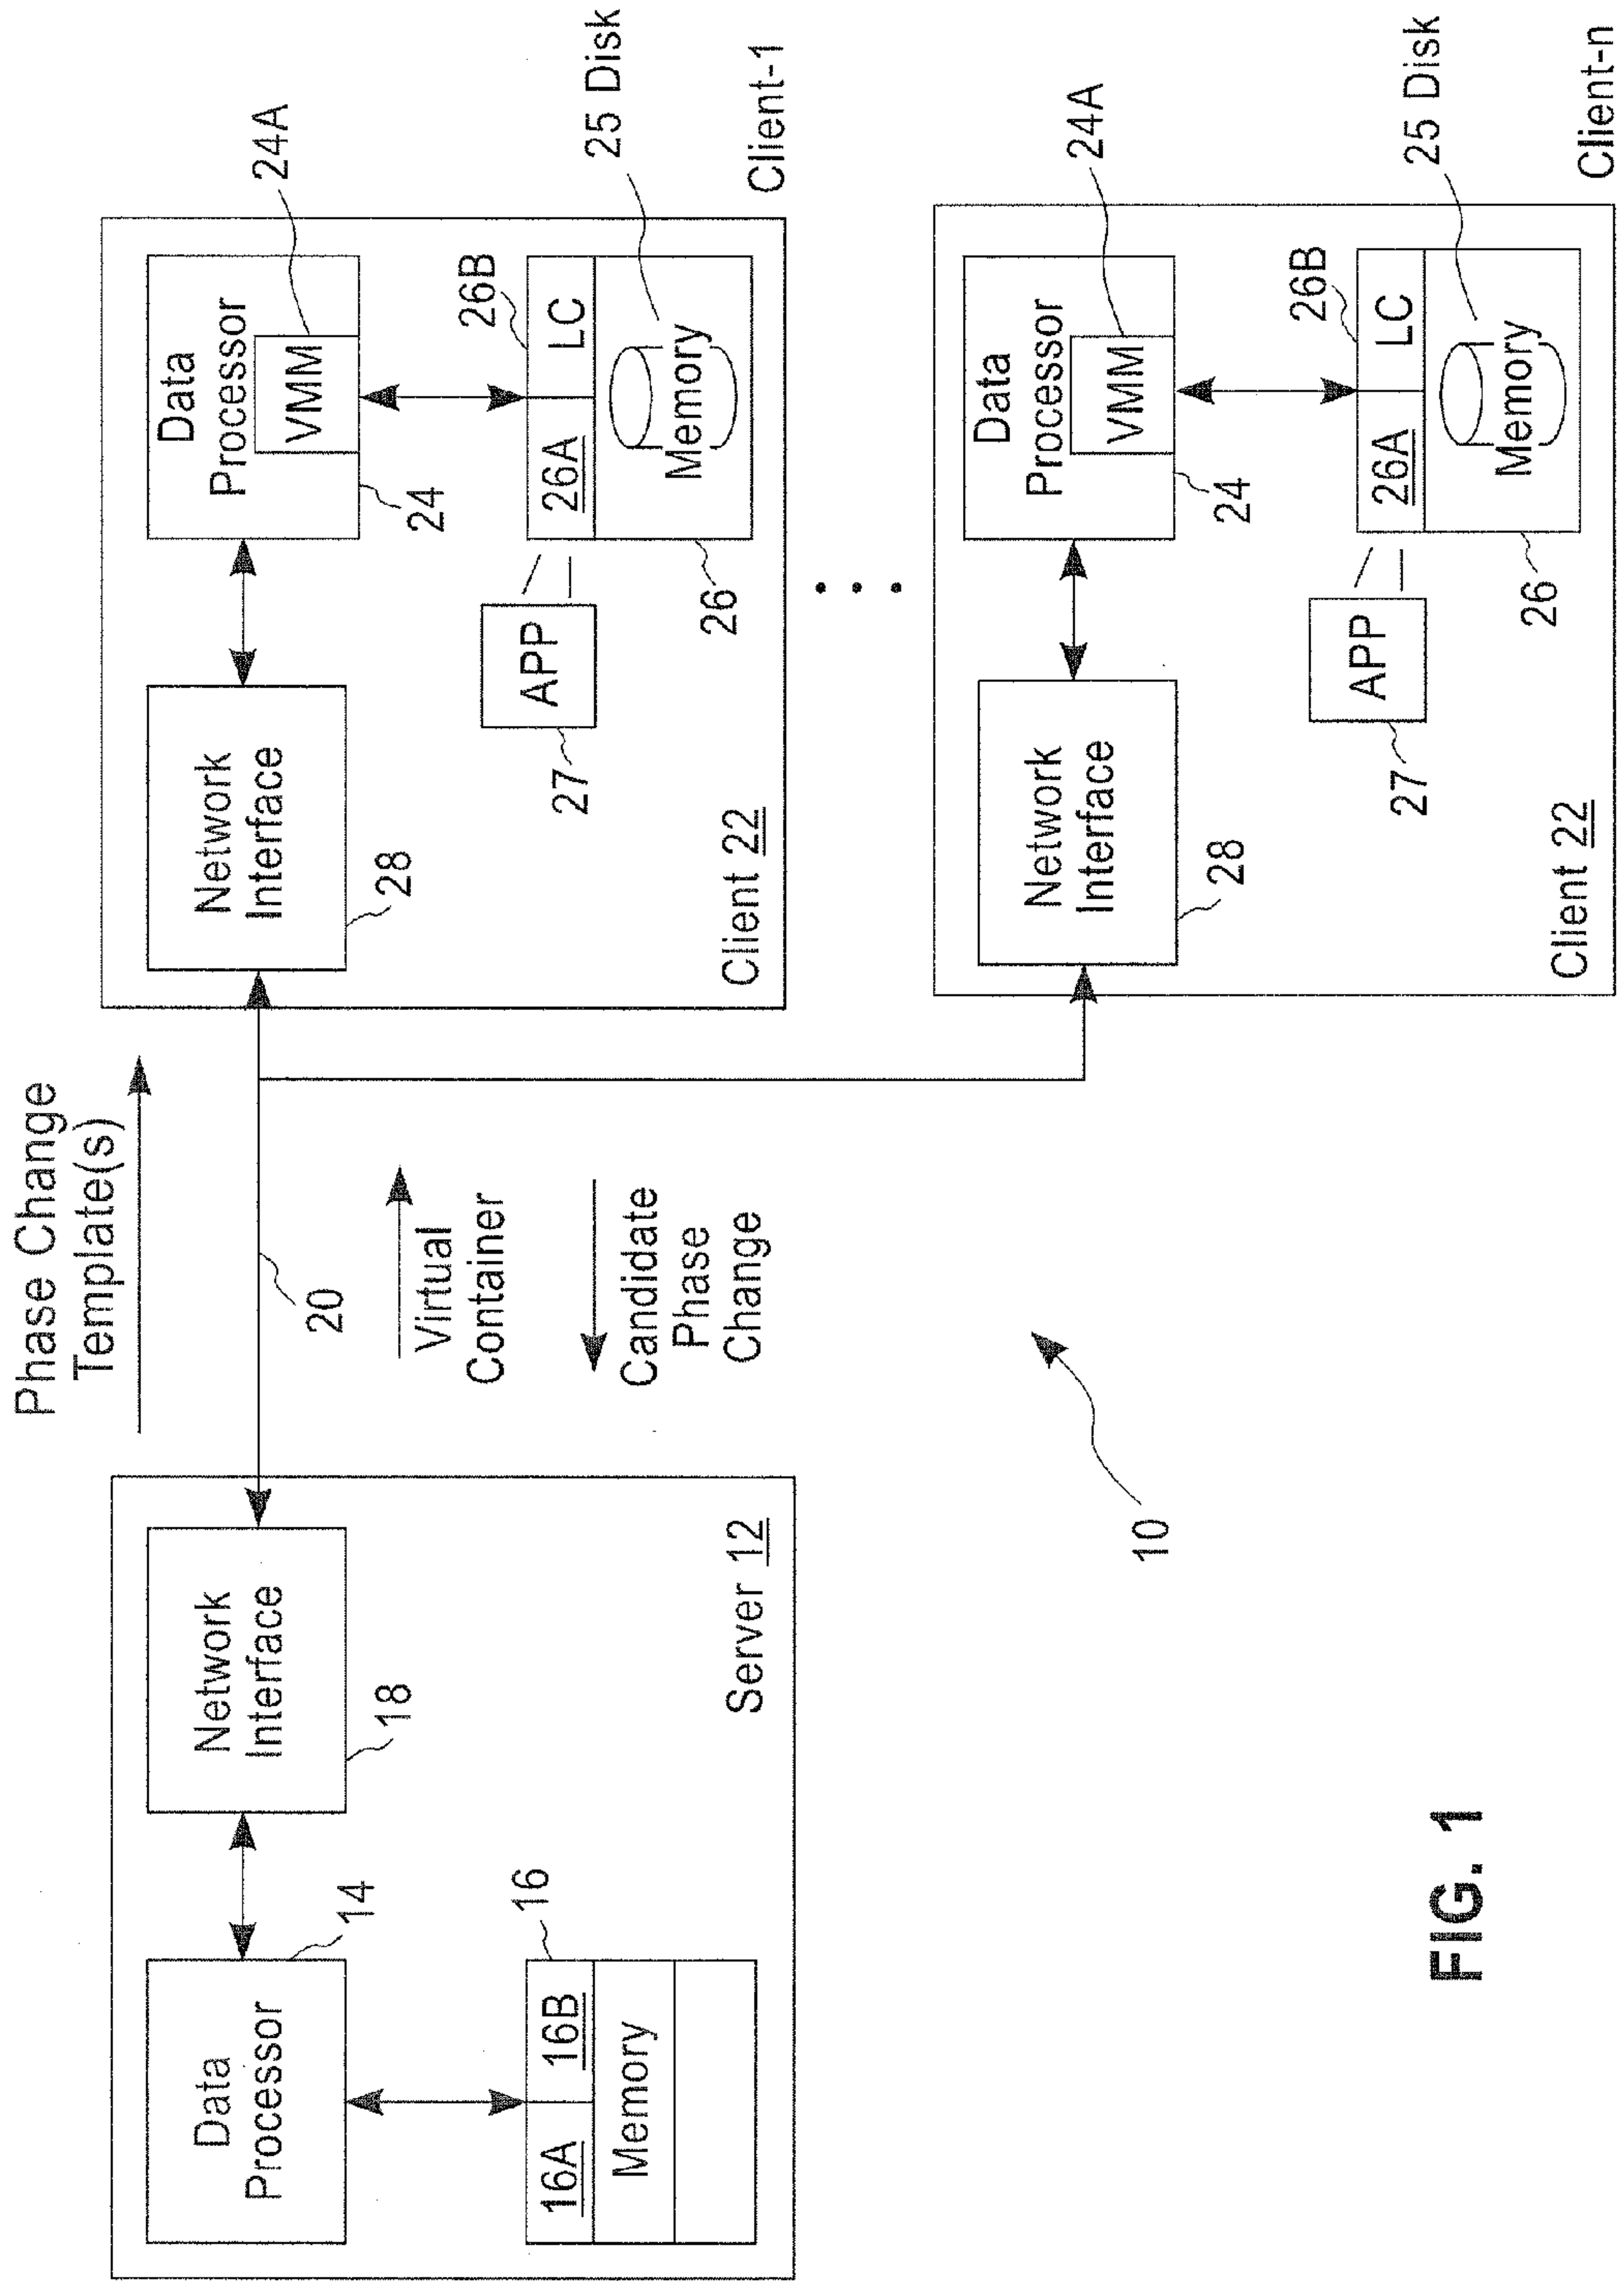 Phase Change
Template(s)
20
Virtual
Container
Candidate
Phase
Change
10
Data
Processor
14
Network
Interface
18
16
16A
16B
Memory
Server 12
Network
Interface
28
Data
Processor
VMM
24
24A
26B
26A
LC
Memory
25 Disk
26
APP
27
Client 22
Client-1
Network
Interface
28
Data
Processor
VMM
24
24A
26B
26A
LC
Memory
25 Disk
26
APP
27
Client 22
Client-n
FIG. 1